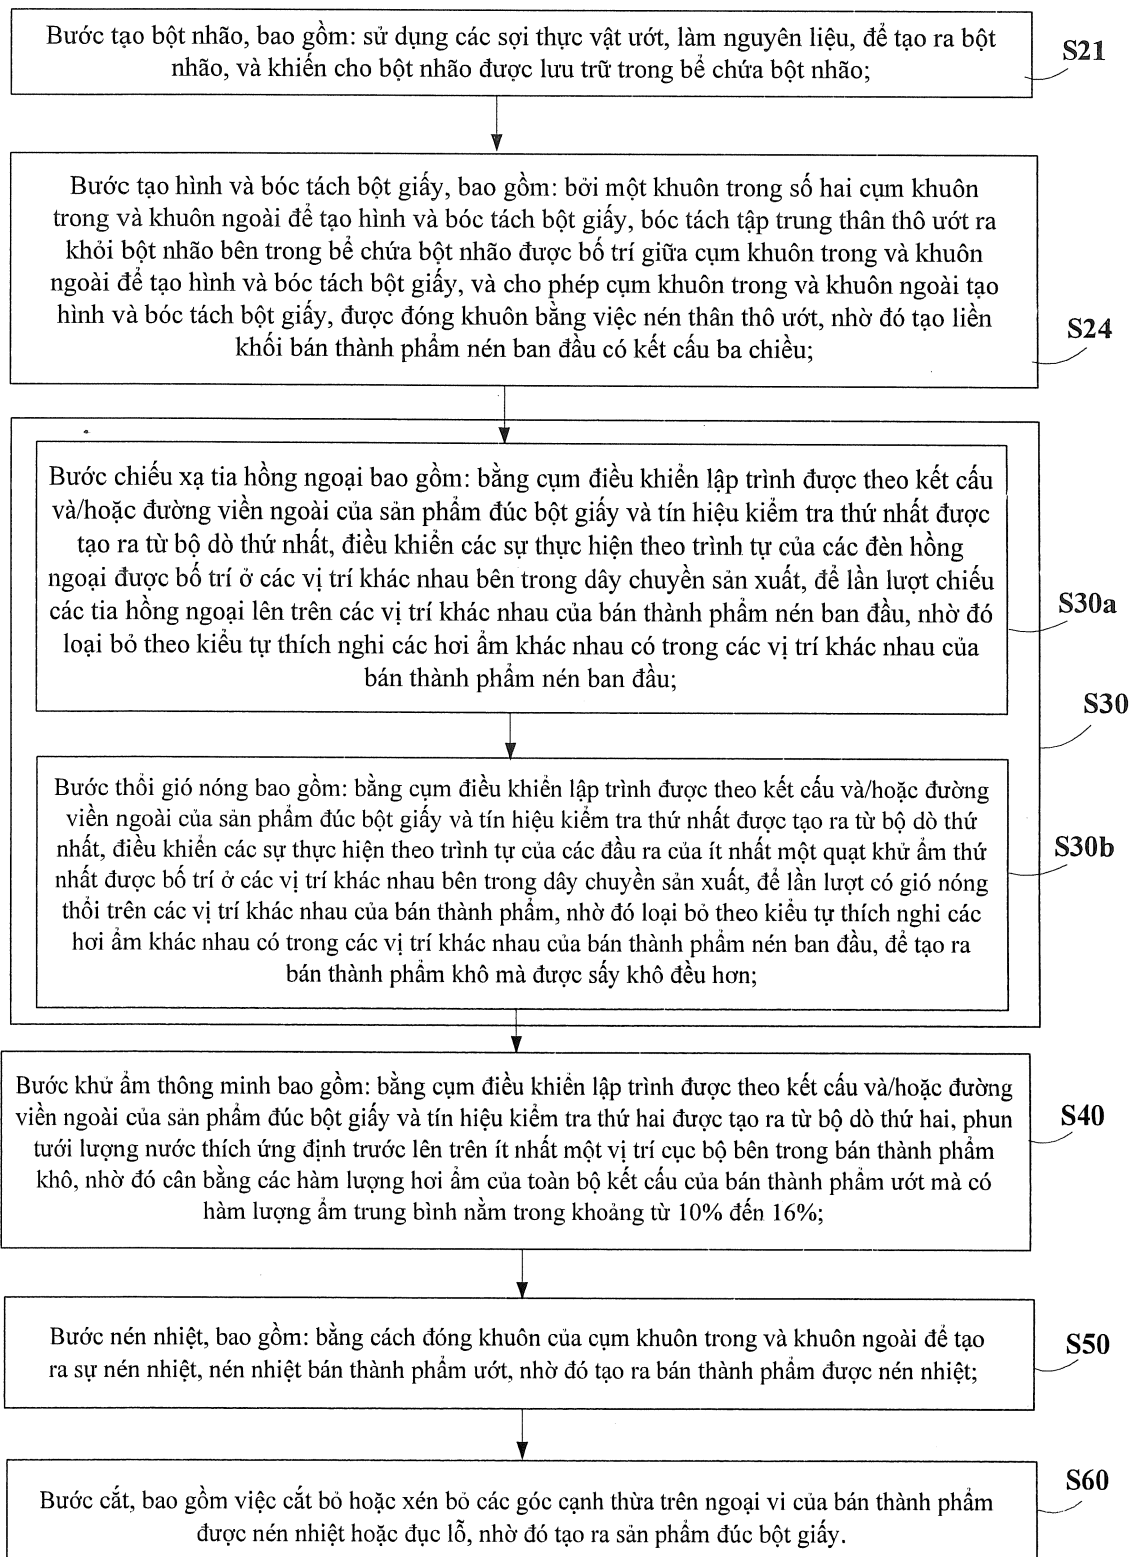 Bước tạo bột nhão, bao gồm: sử dụng các sợi thực vật ướt, làm nguyên liệu, để tạo ra bột
nhão, và khiến cho bột nhão được lưu trữ trong bể chứa bột nhão;
S21
Bước tạo hình và bóc tách bột giấy, bao gồm: bởi một khuôn trong số hai cụm khuôn
trong và khuôn ngoài để tạo hình và bóc tách bột giấy, bóc tách tập trung thân thô ướt ra
khỏi bột nhão bên trong bể chứa bột nhão được bố trí giữa cụm khuôn trong và khuôn
ngoài để tạo hình và bóc tách bột giấy, và cho phép cụm khuôn trong và khuôn ngoài tạo
hình và bóc tách bột giấy, được đóng khuôn bằng việc nén thân thô ướt, nhờ đó tạo liền
khối bán thành phẩm nén ban đầu có kết cấu ba chiều;
S24
Bước chiếu xạ tia hồng ngoại bao gồm: bằng cụm điều khiển lập trình được theo kết cấu
và/hoặc đường viền ngoài của sản phẩm đúc bột giấy và tín hiệu kiểm tra thứ nhất được
tạo ra từ bộ dò thứ nhất, điều khiển các sự thực hiện theo trình tự của các đèn hồng
ngoại được bố trí ở các vị trí khác nhau bên trong dây chuyền sản xuất, để lần lượt chiếu
các tia hồng ngoại lên trên các vị trí khác nhau của bán thành phẩm nén ban đầu, nhờ đó
loại bỏ theo kiểu tự thích nghi các hơi ẩm khác nhau có trong các vị trí khác nhau của
bán thành phẩm nén ban đầu;
S30a
S30
Bước thổi gió nóng bao gồm: bằng cụm điều khiển lập trình được theo kết cấu và/hoặc đường
viền ngoài của sản phẩm đúc bột giấy và tín hiệu kiểm tra thứ nhất được tạo ra từ bộ dò thứ
nhất, điều khiển các sự thực hiện theo trình tự của các đầu ra của ít nhất một quạt khử ẩm thứ
nhất được bố trí ở các vị trí khác nhau bên trong dây chuyền sản xuất, để lần lượt có gió nóng
thổi trên các vị trí khác nhau của bán thành phẩm, nhờ đó loại bỏ theo kiểu tự thích nghi các
hơi ẩm khác nhau có trong các vị trí khác nhau của bán thành phẩm nén ban đầu, để tạo ra
bán thành phẩm khô mà được sấy khô đều hơn;
S30b
Bước khử ẩm thông minh bao gồm: bằng cụm điều khiển lập trình được theo kết cấu và/hoặc đường
viền ngoài của sản phẩm đúc bột giấy và tín hiệu kiểm tra thứ hai được tạo ra từ bộ dò thứ hai, phun
tưới lượng nước thích ứng định trước lên trên ít nhất một vị trí cục bộ bên trong bán thành phẩm
khô, nhờ đó cân bằng các hàm lượng hơi ẩm của toàn bộ kết cấu của bán thành phẩm ướt mà có
hàm lượng ẩm trung bình nằm trong khoảng từ 10% đến 16%;
S40
Bước nén nhiệt, bao gồm: bằng cách đóng khuôn của cụm khuôn trong và khuôn ngoài để tạo
ra sự nén nhiệt, nén nhiệt bán thành phẩm ướt, nhờ đó tạo ra bán thành phẩm được nén nhiệt;
S50
Bước cắt, bao gồm việc cắt bỏ hoặc xén bỏ các góc cạnh thừa trên ngoại vi của bán thành phẩm
được nén nhiệt hoặc đục lỗ, nhờ đó tạo ra sản phẩm đúc bột giấy.
S60